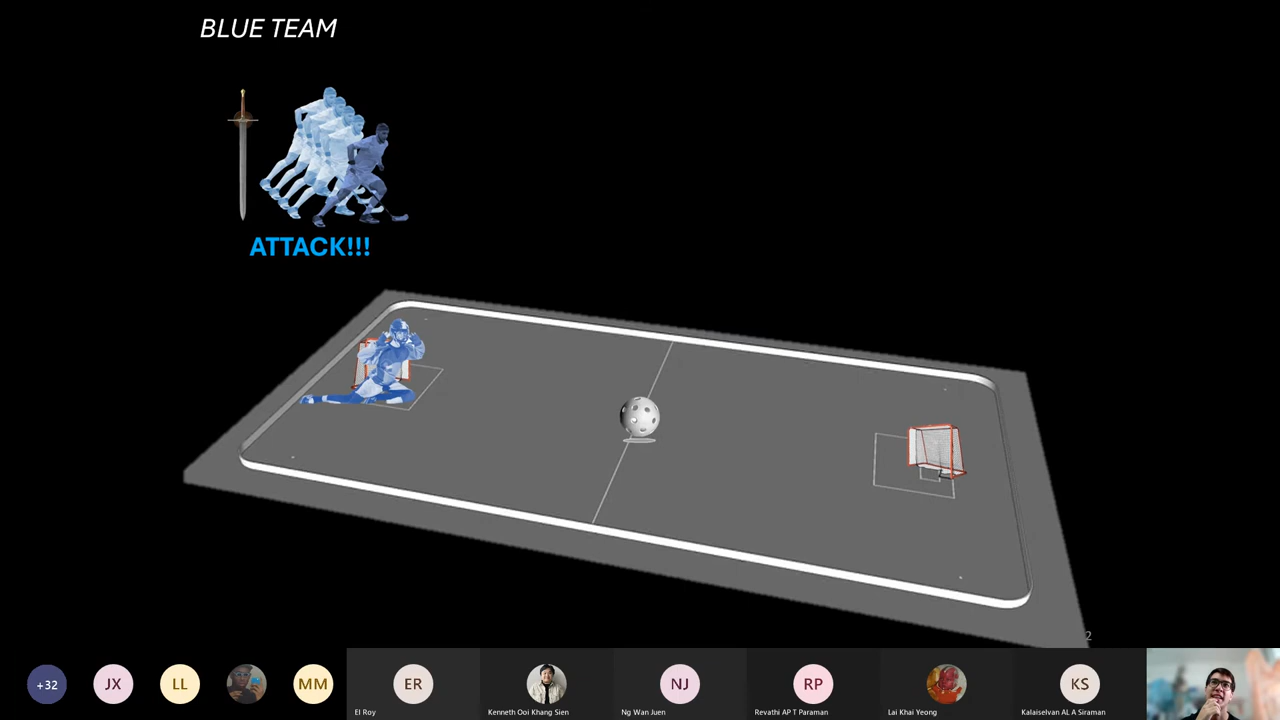 BLUE TEAM
ATTACK!!!
2
+32
JX
LL
MM
ER
NJ
RP
KS
El Roy
Kenneth Ooi Khang Sien
Ng Wan Juen
Revathi AP T Paraman
Lai Khai Yeong
Kalaiselvan AL A Siraman